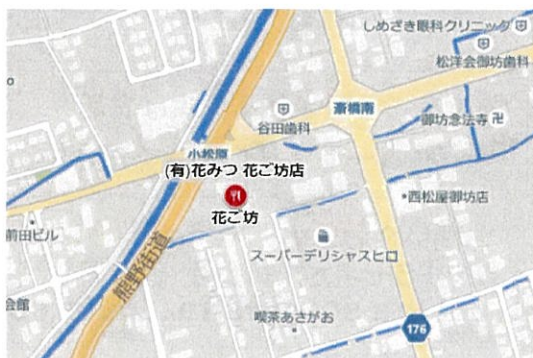 しめざき眼科クリニック
松洋会御坊歯科
斎橋南
谷田歯科
御坊念法寺
小松原
(有)花みつ 花ご坊店
花ご坊
西松屋御坊店
前田ビル
スーパーデリシャスヒロ
熊野街道
会館
喫茶あさがお
176